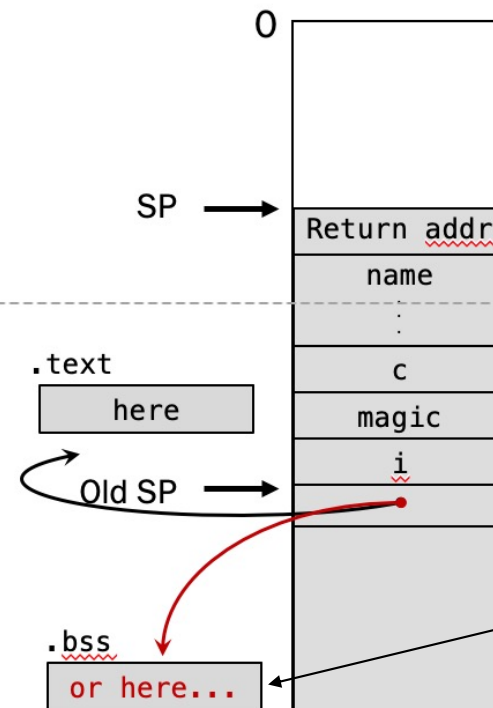 0
SP
Return addr
name
.
.
.
.text
here
c
magic
i
Old SP
.bss
or here...